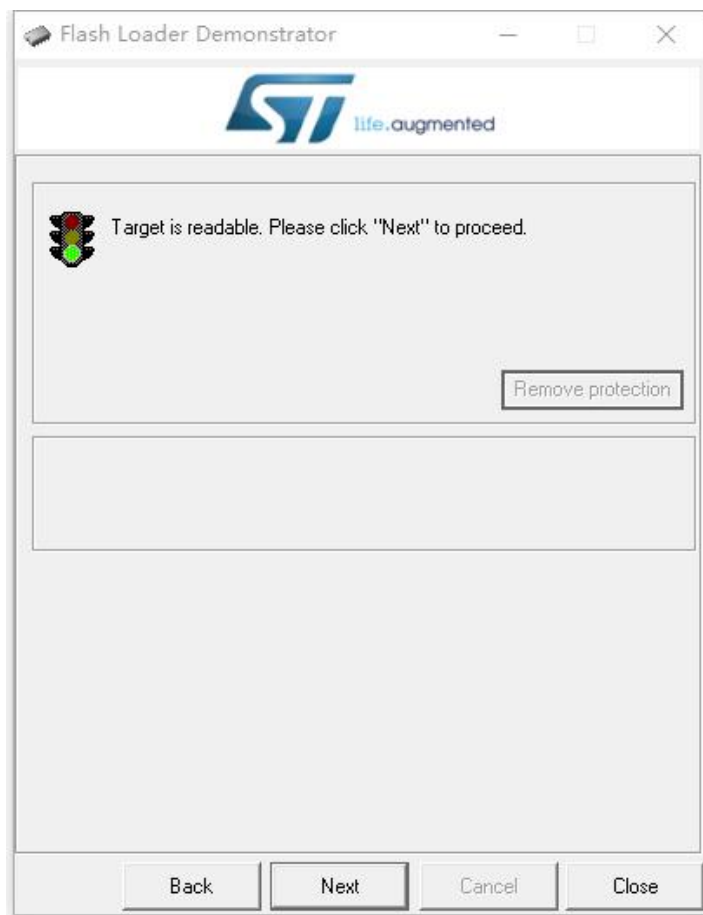 Flash Loader Demonstrator
ST life.augmented
Target is readable. Please click "Next" to proceed.
Remove protection
Back Next Cancel Close